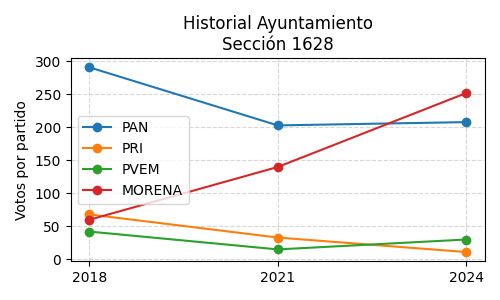 Historial Ayuntamiento
Sección 1628
Votos por partido
300
250
200
150
100
50
0
PAN
PRI
PVEM
MORENA
2018
2021
2024